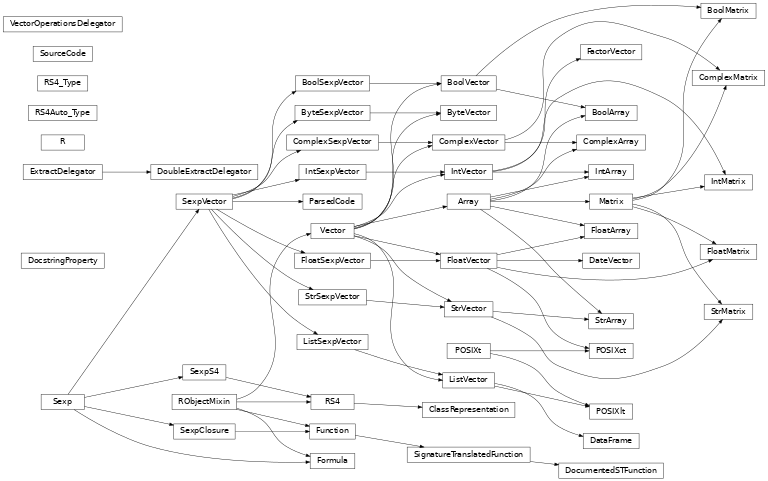 VectorOperationsDelegator
SourceCode
RS4_Type
RS4Auto_Type
R
ExtractDelegator
DoubleExtractDelegator
DocstringProperty
Sexp
SexpVector
SexpS4
RObjectMixin
SexpClosure
BoolSexpVector
ByteSexpVector
ComplexSexpVector
IntSexpVector
ParsedCode
Vector
FloatSexpVector
StrSexpVector
ListSexpVector
RS4
Function
Formula
BoolVector
ByteVector
ComplexVector
IntVector
Array
FloatVector
StrVector
POSIXt
ListVector
ClassRepresentation
SignatureTranslatedFunction
FactorVector
BoolArray
ComplexArray
IntArray
Matrix
FloatArray
DateVector
StrArray
POSIXct
POSIXlt
DataFrame
DocumentedSTFunction
BoolMatrix
ComplexMatrix
IntMatrix
FloatMatrix
StrMatrix